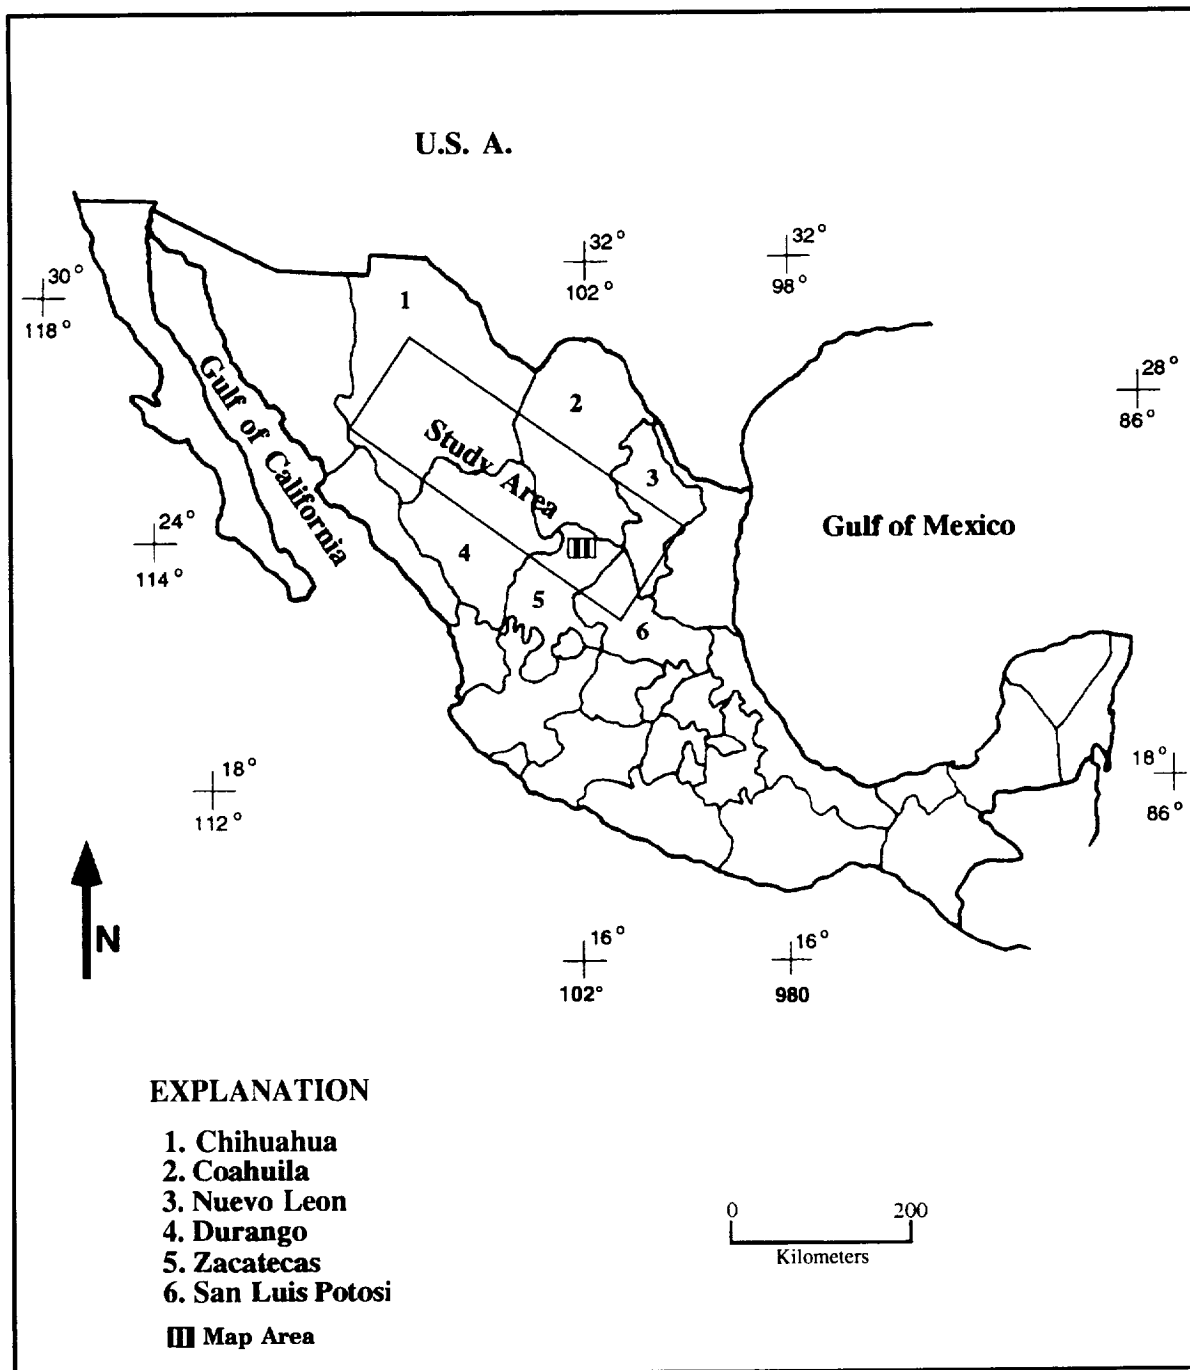 U.S. A.
32°
102°
32°
98°
30°
118°
1
28°
86°
2
Gulf of California
Study Area
3
24°
114°
Gulf of Mexico
4
5
6
18°
112°
18°
86°
N
16°
102°
16°
980
EXPLANATION
1. Chihuahua
2. Coahuila
3. Nuevo Leon
4. Durango
5. Zacatecas
6. San Luis Potosi
Map Area
0 200
Kilometers